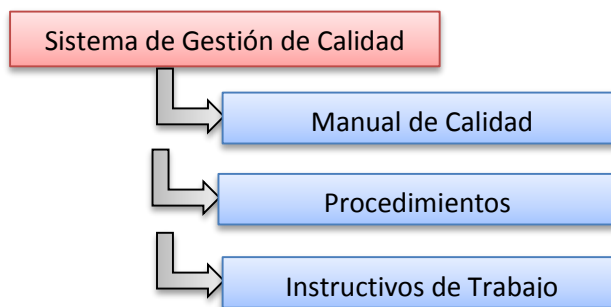 Sistema de Gestión de Calidad
Manual de Calidad
Procedimientos
Instructivos de Trabajo